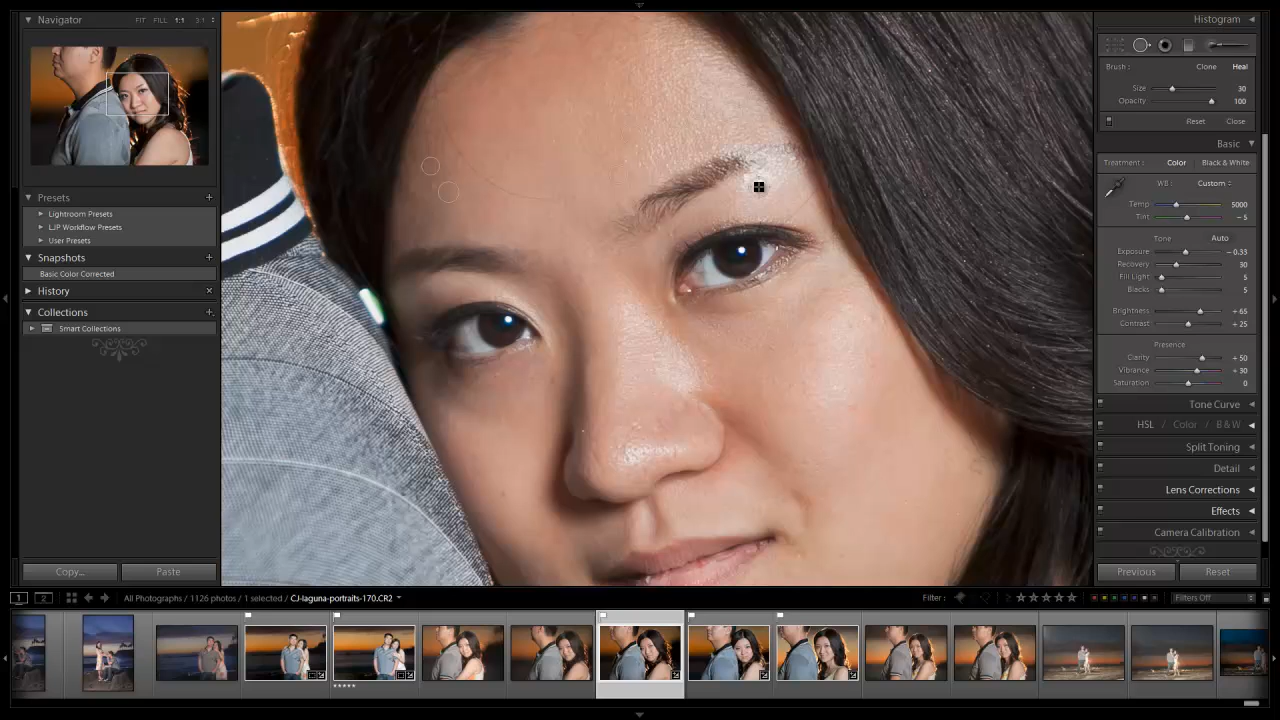 Navigator
FIT FILL 1:1 3:1
Presets +
Lightroom Presets
LJP Workflow Presets
User Presets
Snapshots +
Basic Color Corrected
History ×
Collections +
Smart Collections
Copy... Paste
Histogram
Brush : Clone Heal
Size 30
Opacity 100
Reset Close
Basic
Treatment : Color Black & White
WB : Custom
Temp 5000
Tint – 5
Tone Auto
Exposure – 0.33
Recovery 30
Fill Light 5
Blacks 5
Brightness + 65
Contrast + 25
Presence
Clarity + 50
Vibrance + 30
Saturation 0
Tone Curve
HSL / Color / B & W
Split Toning
Detail
Lens Corrections
Effects
Camera Calibration
Previous Reset
1 2 All Photographs / 1126 photos / 1 selected / CJ-laguna-portraits-170.CR2 Filter : Filters Off